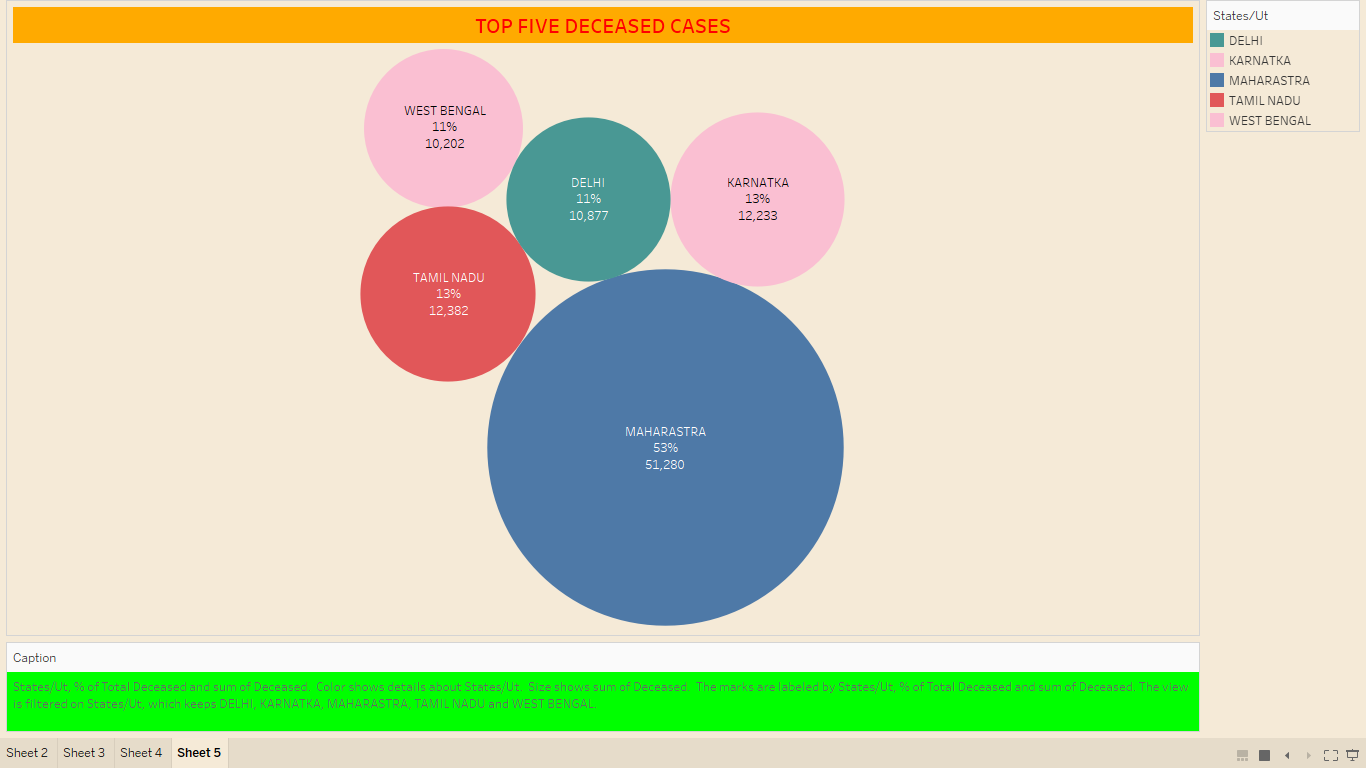 TOP FIVE DECEASED CASES
WEST BENGAL
11%
10,202
DELHI
11%
10,877
KARNATKA
13%
12,233
TAMIL NADU
13%
12,382
MAHARASTRA
53%
51,280
States/Ut
DELHI
KARNATKA
MAHARASTRA
TAMIL NADU
WEST BENGAL
Caption
States/Ut, % of Total Deceased and sum of Deceased.  Color shows details about States/Ut.  Size shows sum of Deceased.  The marks are labeled by States/Ut, % of Total Deceased and sum of Deceased. The view
is filtered on States/Ut, which keeps DELHI, KARNATKA, MAHARASTRA, TAMIL NADU and WEST BENGAL.
Sheet 2 Sheet 3 Sheet 4 Sheet 5